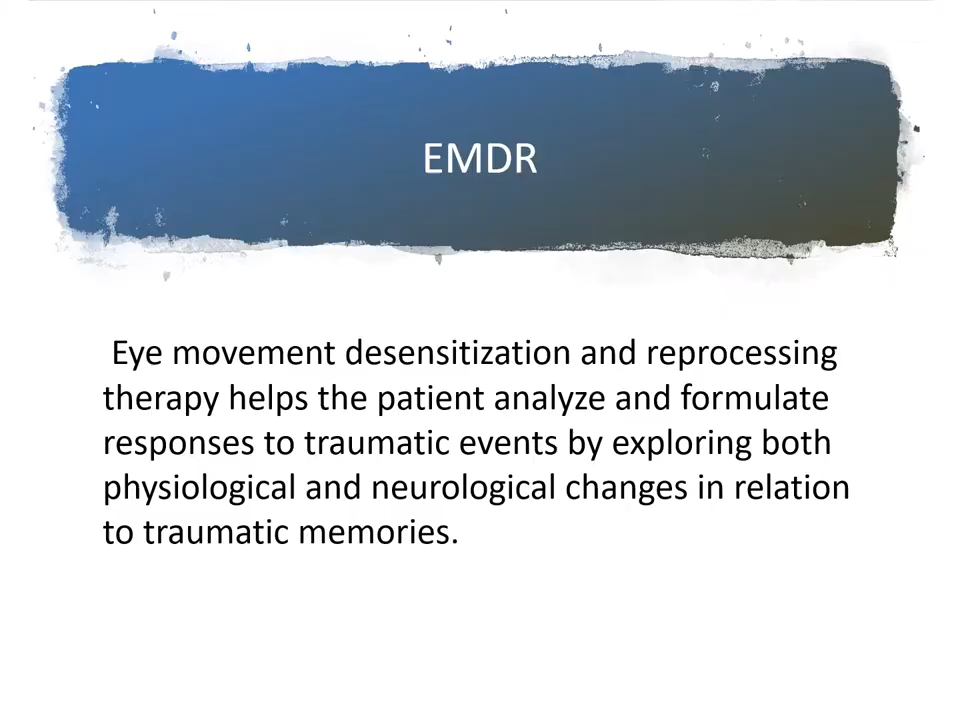 EMDR
Eye movement desensitization and reprocessing
therapy helps the patient analyze and formulate
responses to traumatic events by exploring both
physiological and neurological changes in relation
to traumatic memories.